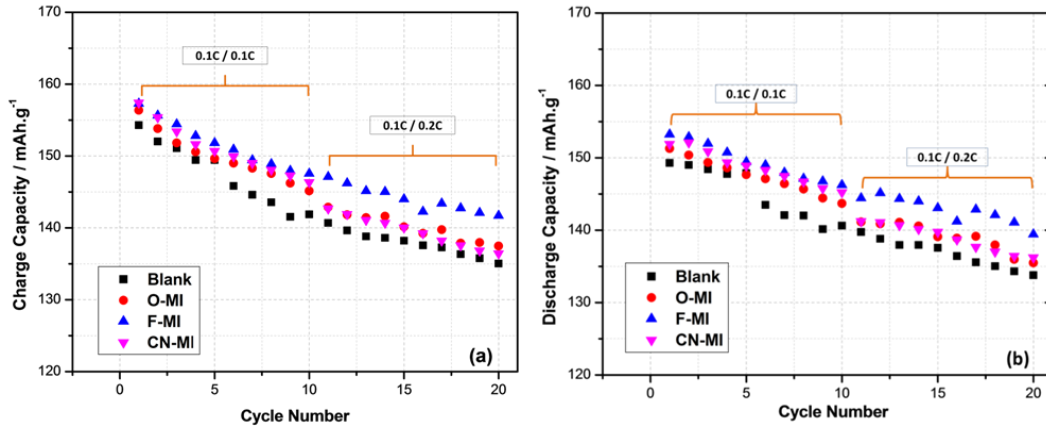 170
160
150
140
130
120
0
5
10
15
20
Charge Capacity / mAh.g⁻¹
Cycle Number
0.1C / 0.1C
0.1C / 0.2C
Blank
O-MI
F-MI
CN-MI
(a)
170
160
150
140
130
120
0
5
10
15
20
Discharge Capacity / mAh.g⁻¹
Cycle Number
0.1C / 0.1C
0.1C / 0.2C
Blank
O-MI
F-MI
CN-MI
(b)